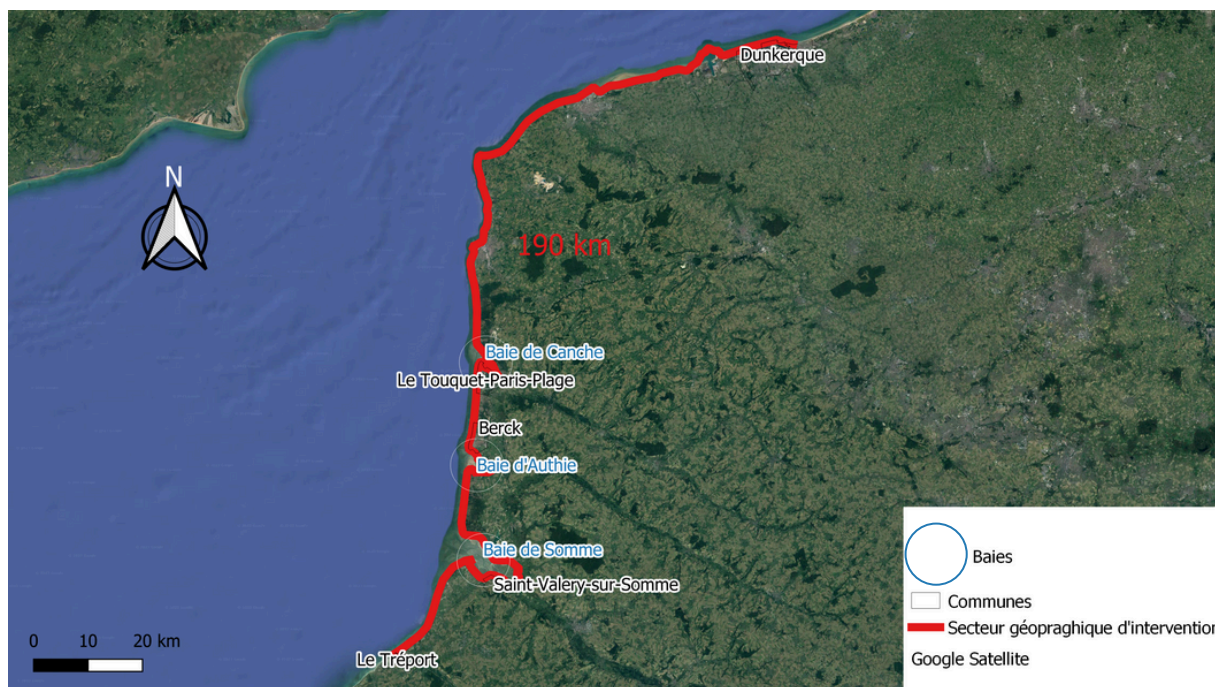 Dunkerque
N
190 km
Baie de Canche
Le Touquet-Paris-Plage
Berck
Baie d'Authie
Baie de Somme
Saint-Valery-sur-Somme
Le Tréport
0 10 20 km
Baies
Communes
Secteur géopraghique d'intervention
Google Satellite